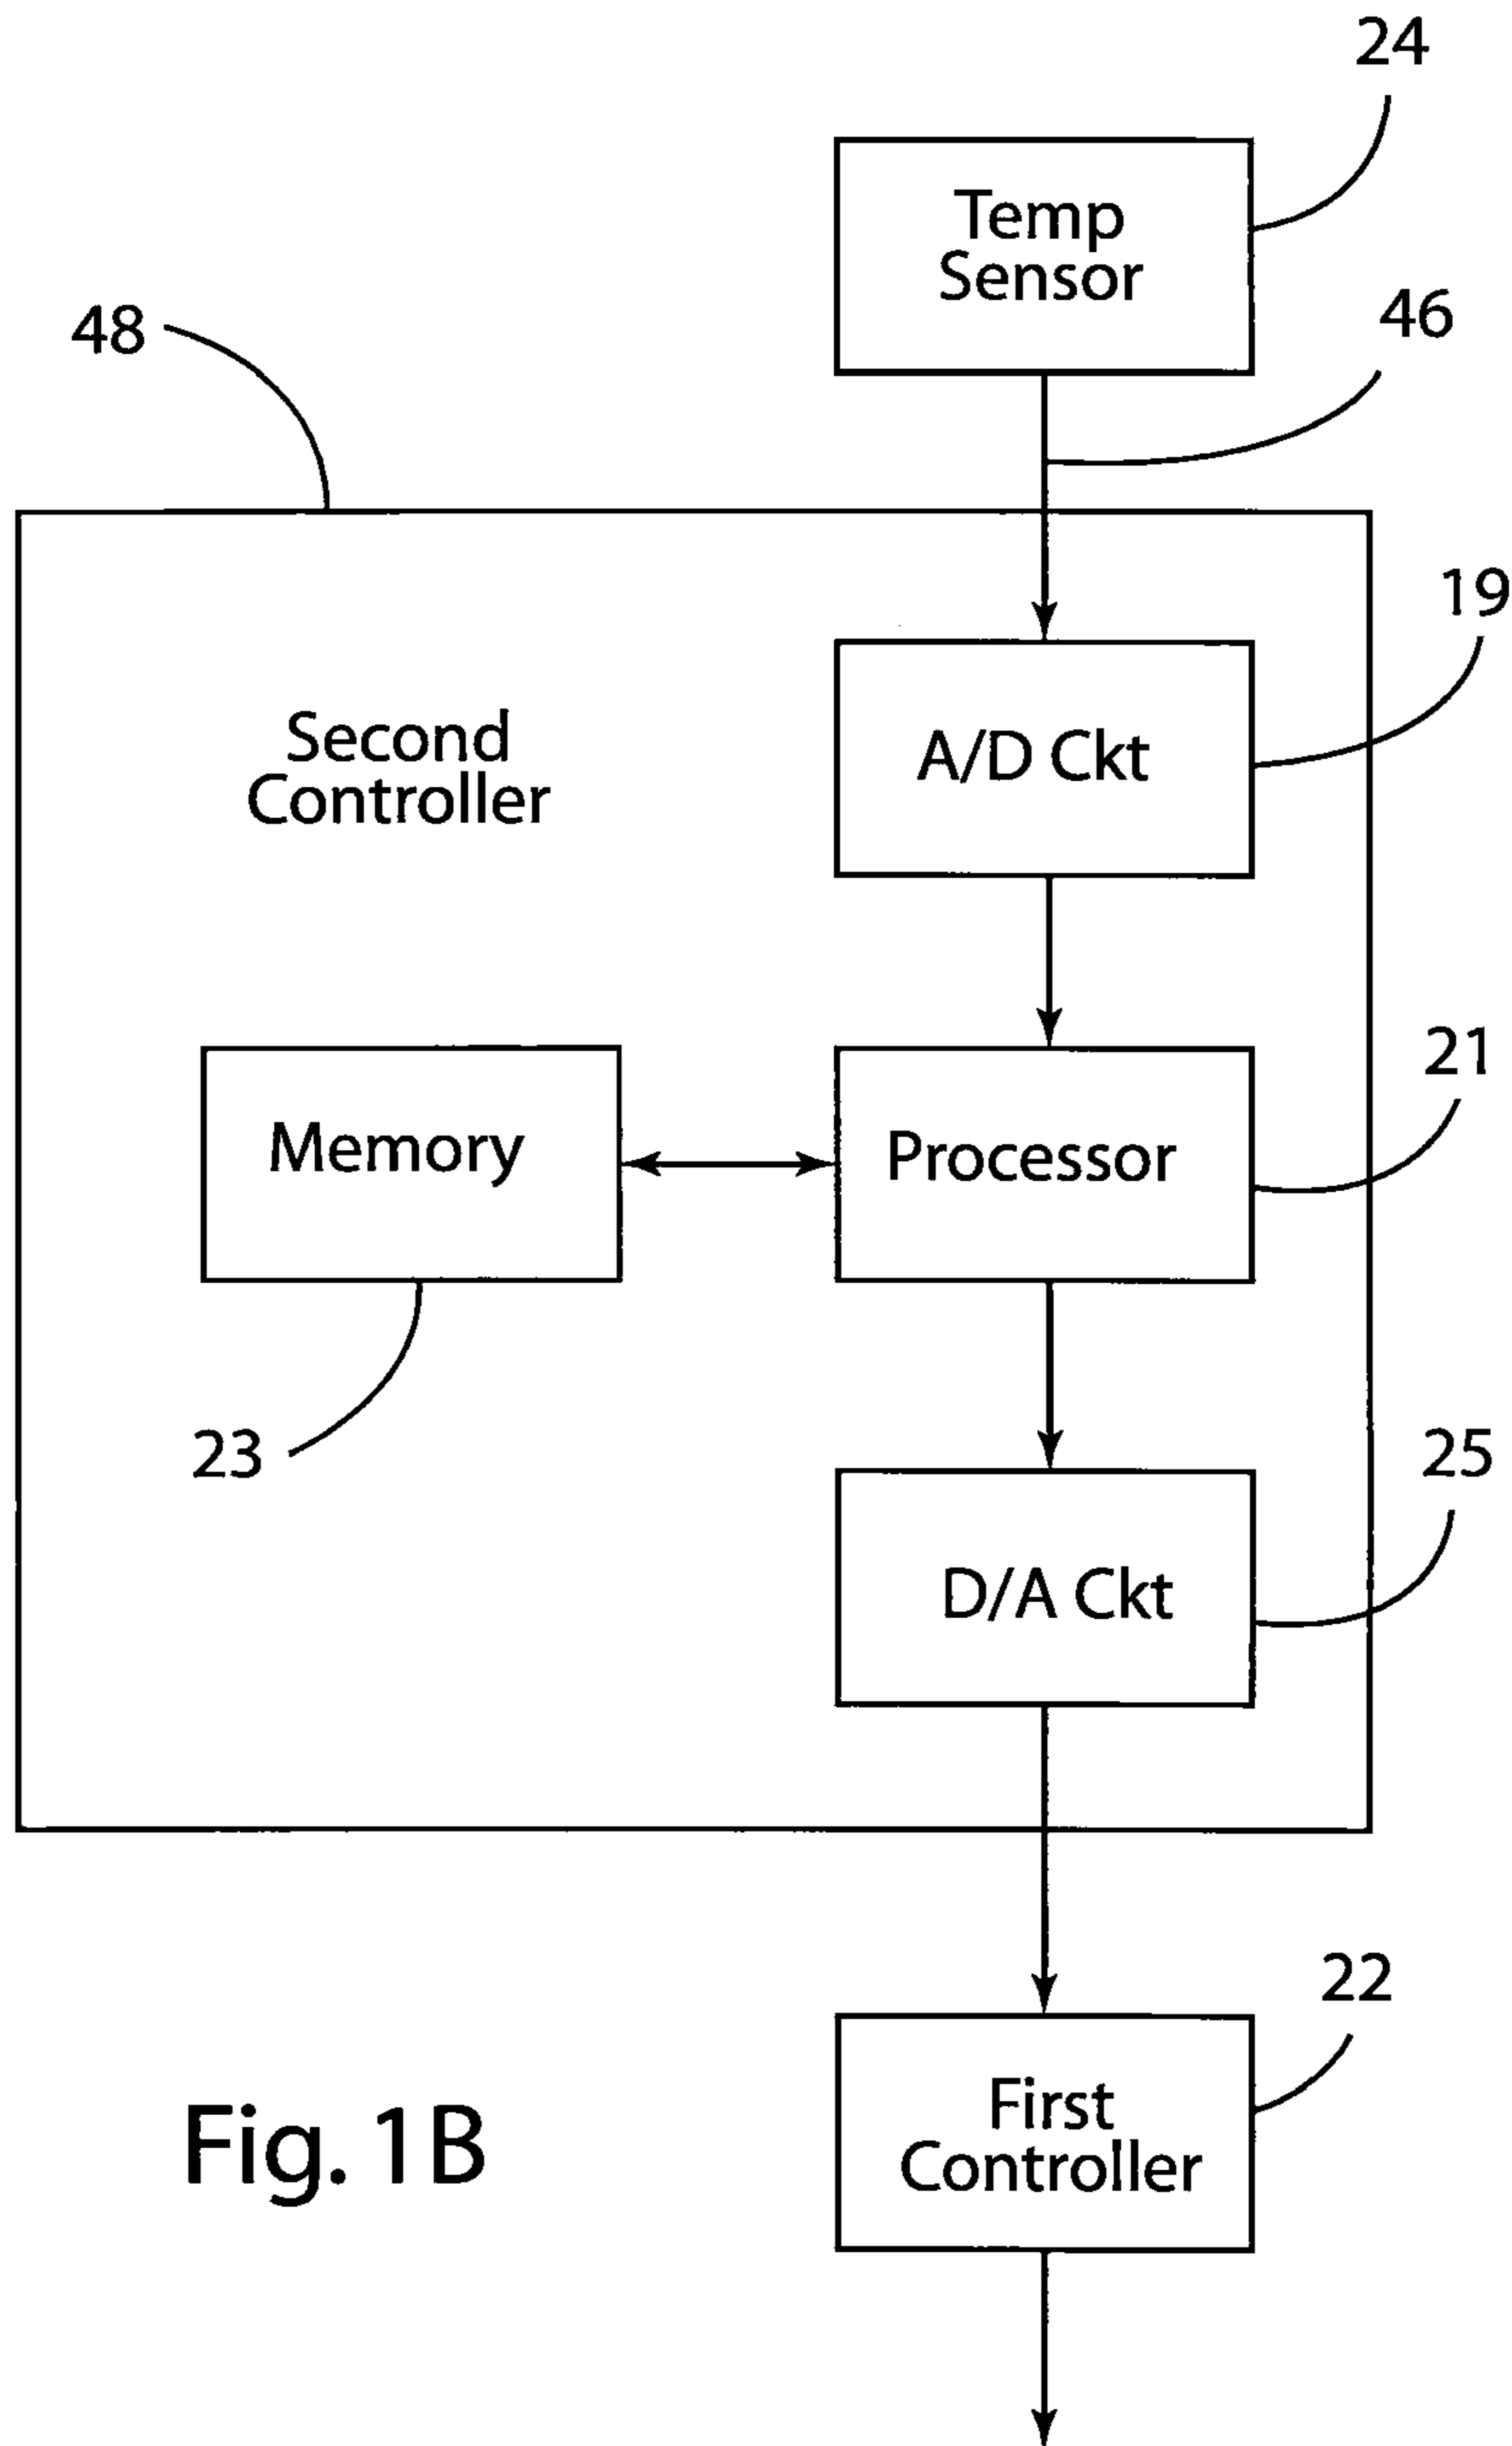 24
Temp
Sensor
46
48
19
Second
Controller
A/D Ckt
21
Memory
Processor
23
25
D/A Ckt
22
First
Controller
Fig. 1B